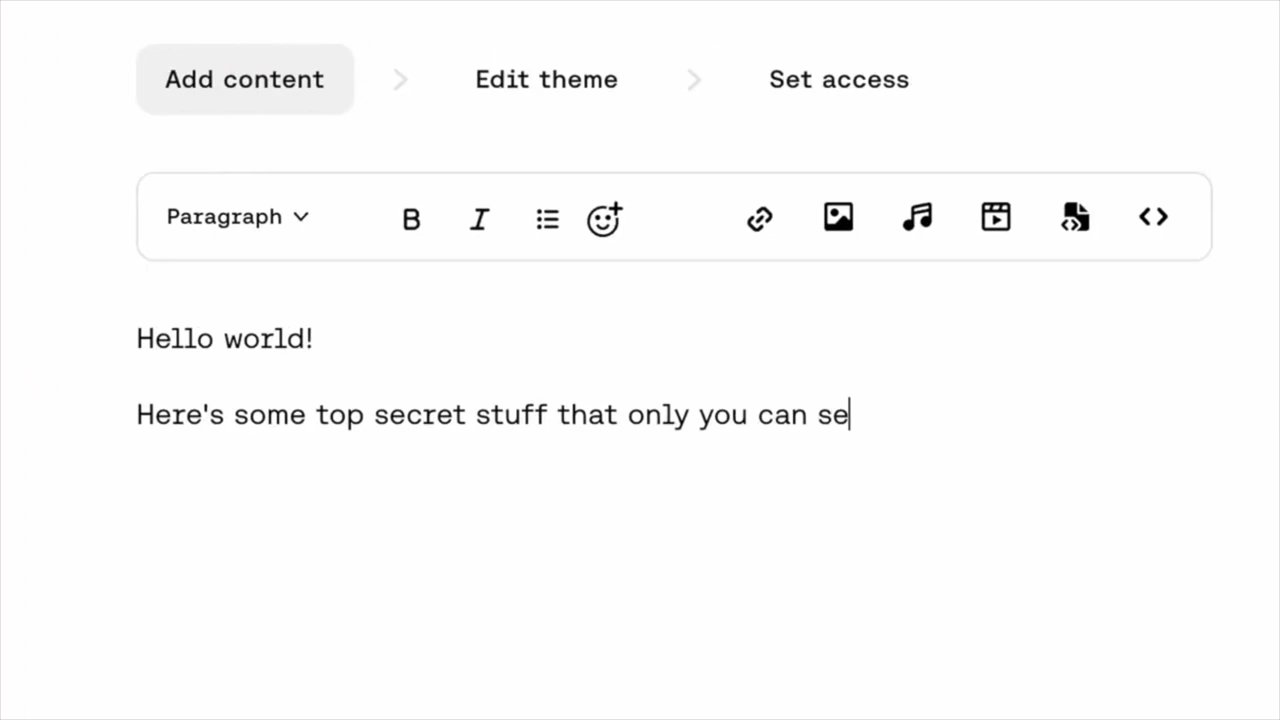 Add content > Edit theme > Set access
Paragraph B I
Hello world!
Here's some top secret stuff that only you can se